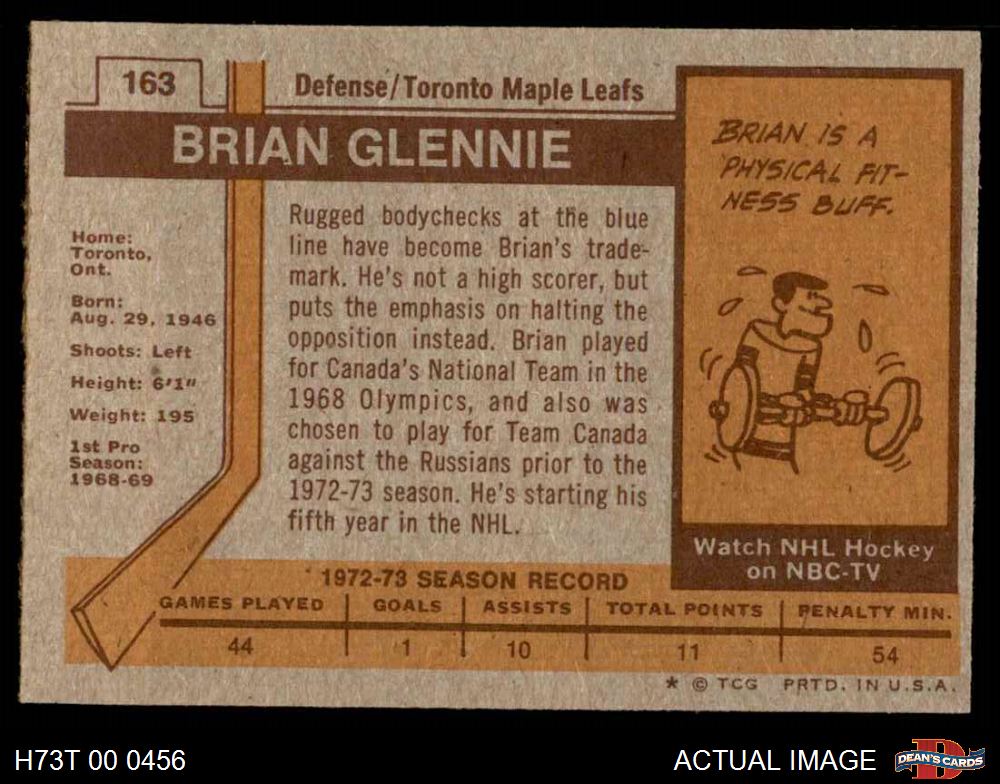 163
Defense/Toronto Maple Leafs
BRIAN GLENNIE
Home:
Toronto,
Ont.
Born:
Aug. 29, 1946
Shoots: Left
Height: 6'1"
Weight: 195
1st Pro
Season:
1968-69
Rugged bodychecks at the blue
line have become Brian's trade-
mark. He's not a high scorer, but
puts the emphasis on halting the
opposition instead. Brian played
for Canada's National Team in the
1968 Olympics, and also was
chosen to play for Team Canada
against the Russians prior to the
1972-73 season. He's starting his
fifth year in the NHL.
BRIAN IS A
PHYSICAL FIT-
NESS BUFF.
Watch NHL Hockey
on NBC-TV
1972-73 SEASON RECORD
GAMES PLAYED GOALS ASSISTS TOTAL POINTS PENALTY MIN.
44 1 10 11 54
* © TCG PRTD. IN U.S.A.
H73T 00 0456
ACTUAL IMAGE
DEAN'S CARDS